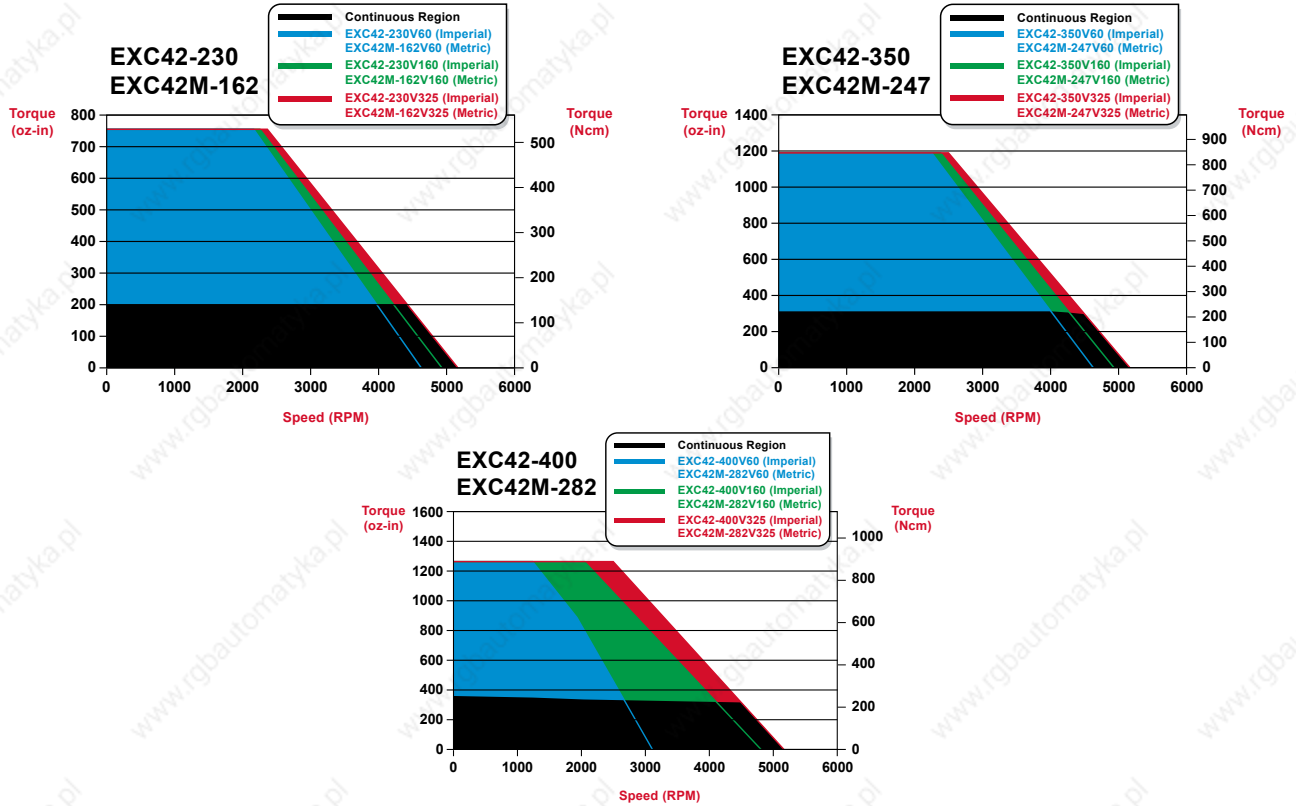 EXC42-230
EXC42M-162
Continuous Region
EXC42-230V60 (Imperial)
EXC42M-162V60 (Metric)
EXC42-230V160 (Imperial)
EXC42M-162V160 (Metric)
EXC42-230V325 (Imperial)
EXC42M-162V325 (Metric)
Torque
(oz-in)
Torque
(Ncm)
800
700
600
500
400
300
200
100
0
500
400
300
200
100
0
0 1000 2000 3000 4000 5000 6000
Speed (RPM)
EXC42-350
EXC42M-247
Continuous Region
EXC42-350V60 (Imperial)
EXC42M-247V60 (Metric)
EXC42-350V160 (Imperial)
EXC42M-247V160 (Metric)
EXC42-350V325 (Imperial)
EXC42M-247V325 (Metric)
Torque
(oz-in)
Torque
(Ncm)
1400
1200
1000
800
600
400
200
0
900
800
700
600
500
400
300
200
100
0
0 1000 2000 3000 4000 5000 6000
Speed (RPM)
EXC42-400
EXC42M-282
Continuous Region
EXC42-400V60 (Imperial)
EXC42M-282V60 (Metric)
EXC42-400V160 (Imperial)
EXC42M-282V160 (Metric)
EXC42-400V325 (Imperial)
EXC42M-282V325 (Metric)
Torque
(oz-in)
Torque
(Ncm)
1600
1400
1200
1000
800
600
400
200
0
1000
800
600
400
200
0
0 1000 2000 3000 4000 5000 6000
Speed (RPM)
www.rgbautomatyka.pl